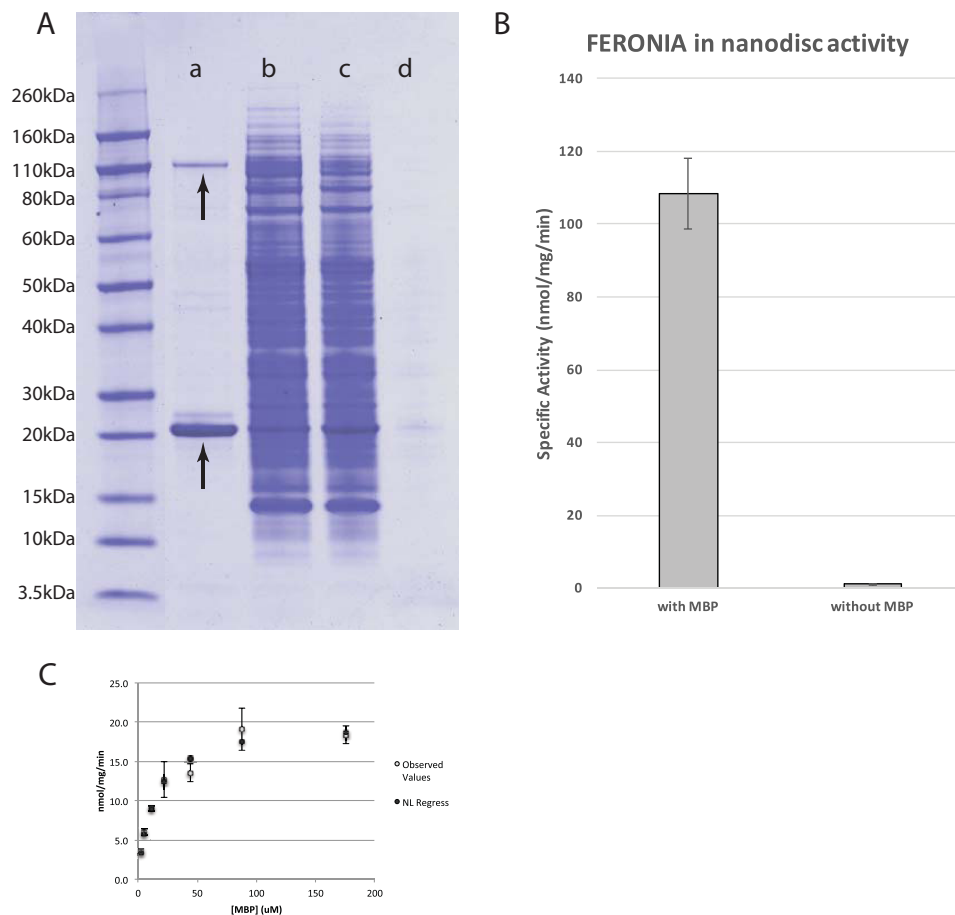 A
a b c d
260kDa
160kDa
110kDa
80kDa
60kDa
50kDa
40kDa
30kDa
20kDa
15kDa
10kDa
3.5kDa
B
FERONIA in nanodisc activity
140
120
100
80
60
40
20
0
Specific Activity (nmol/mg/min)
with MBP without MBP
C
25.0
20.0
15.0
10.0
5.0
0.0
nmol/mg/min
0 50 100 150 200
[MBP] (uM)
Observed
Values
NL Regress